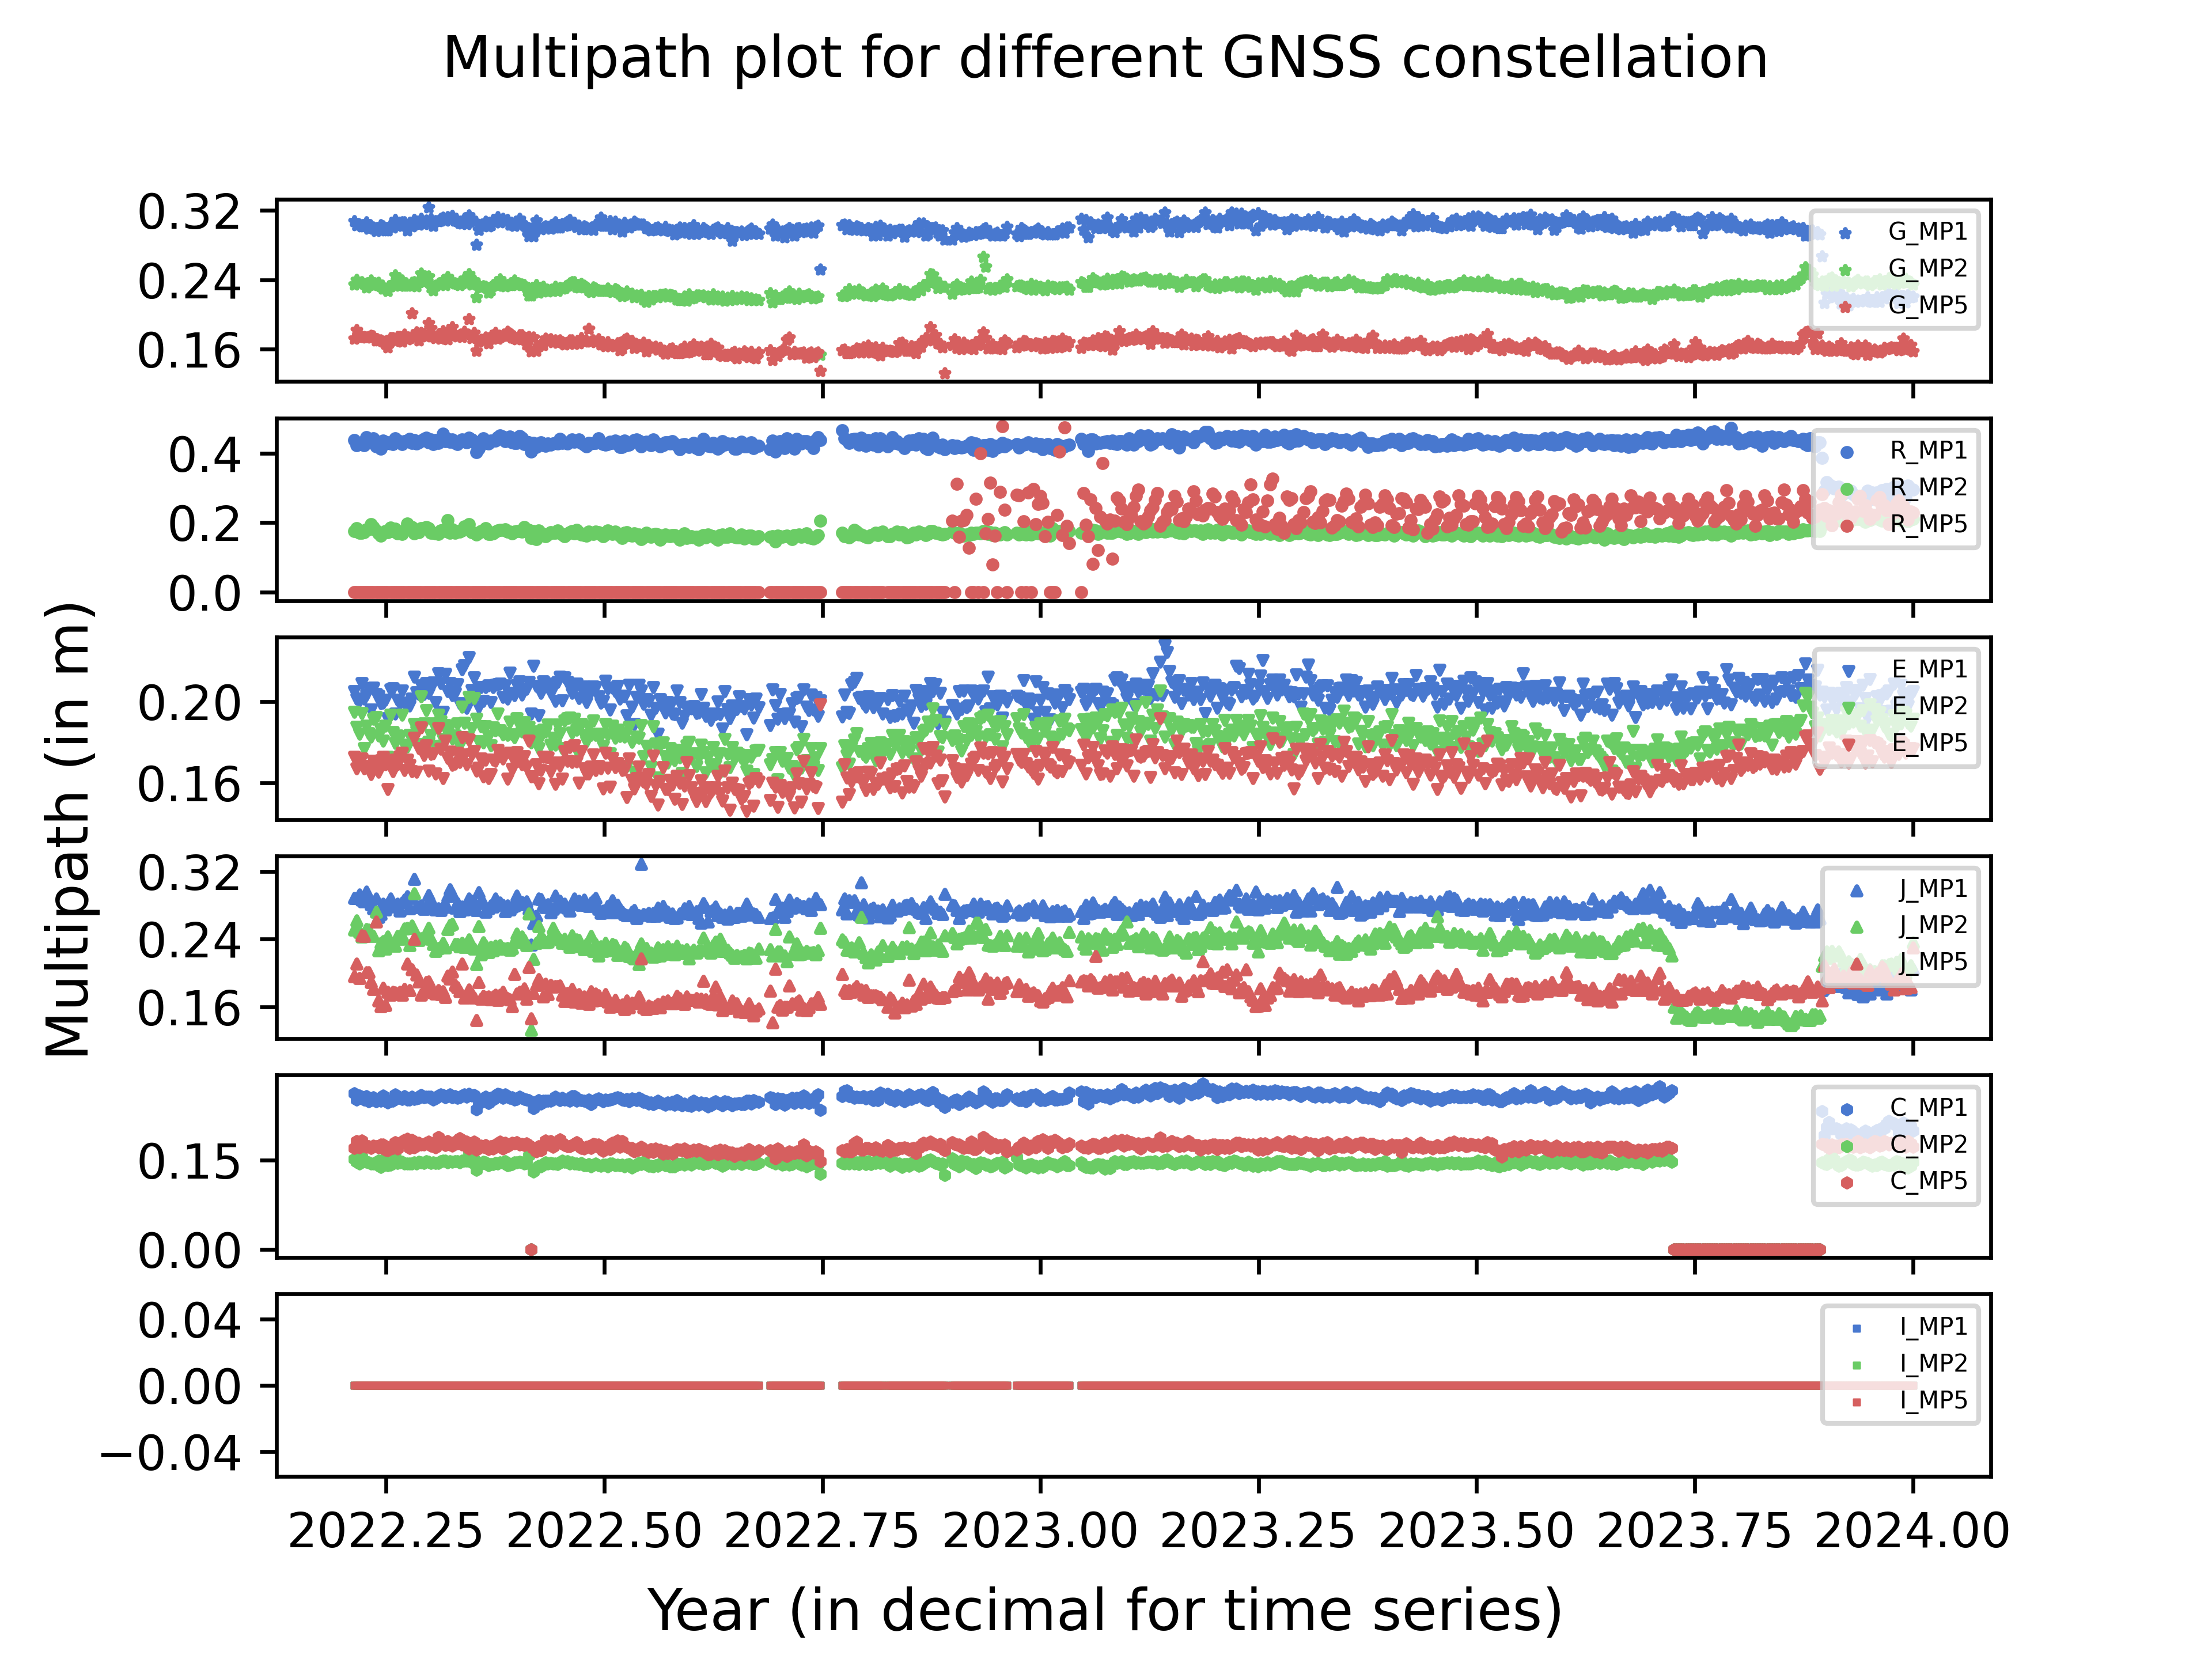 Multipath plot for different GNSS constellation
0.32
0.24
0.16
G_MP1
G_MP2
G_MP5
0.4
0.2
0.0
R_MP1
R_MP2
R_MP5
0.20
0.16
E_MP1
E_MP2
E_MP5
0.32
0.24
0.16
J_MP1
J_MP2
J_MP5
0.15
0.00
C_MP1
C_MP2
C_MP5
0.04
0.00
−0.04
I_MP1
I_MP2
I_MP5
Multipath (in m)
2022.25 2022.50 2022.75 2023.00 2023.25 2023.50 2023.75 2024.00
Year (in decimal for time series)